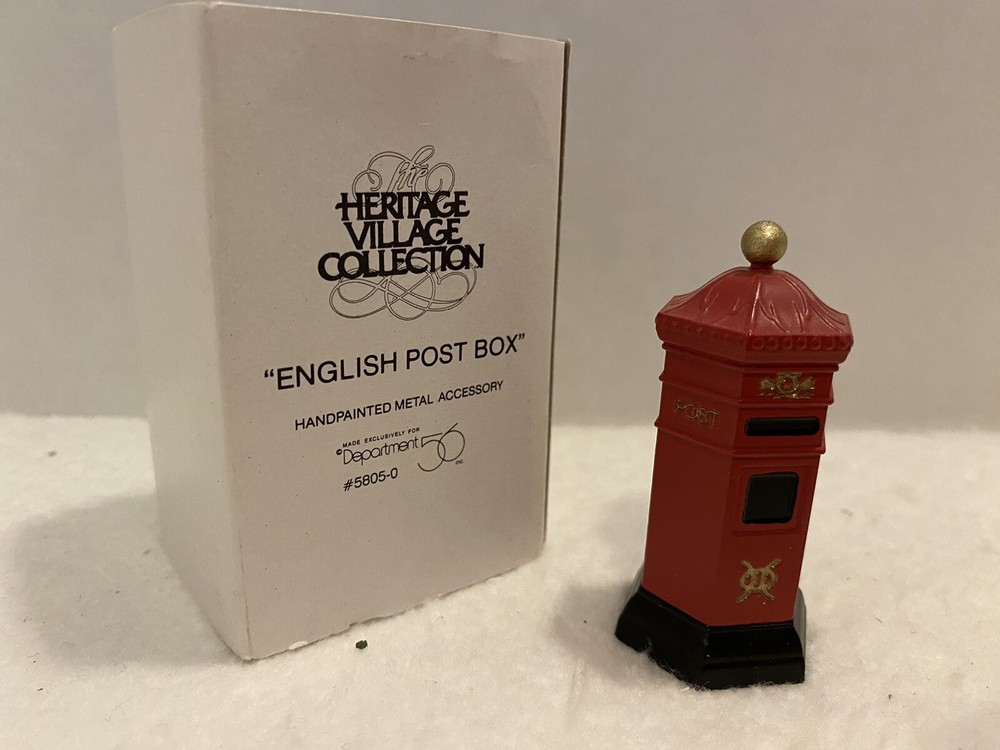 The
HERITAGE
VILLAGE
COLLECTION
“ENGLISH POST BOX”
HANDPAINTED METAL ACCESSORY
MADE EXCLUSIVELY FOR
©Department 56 INC.
#5805-0
POST